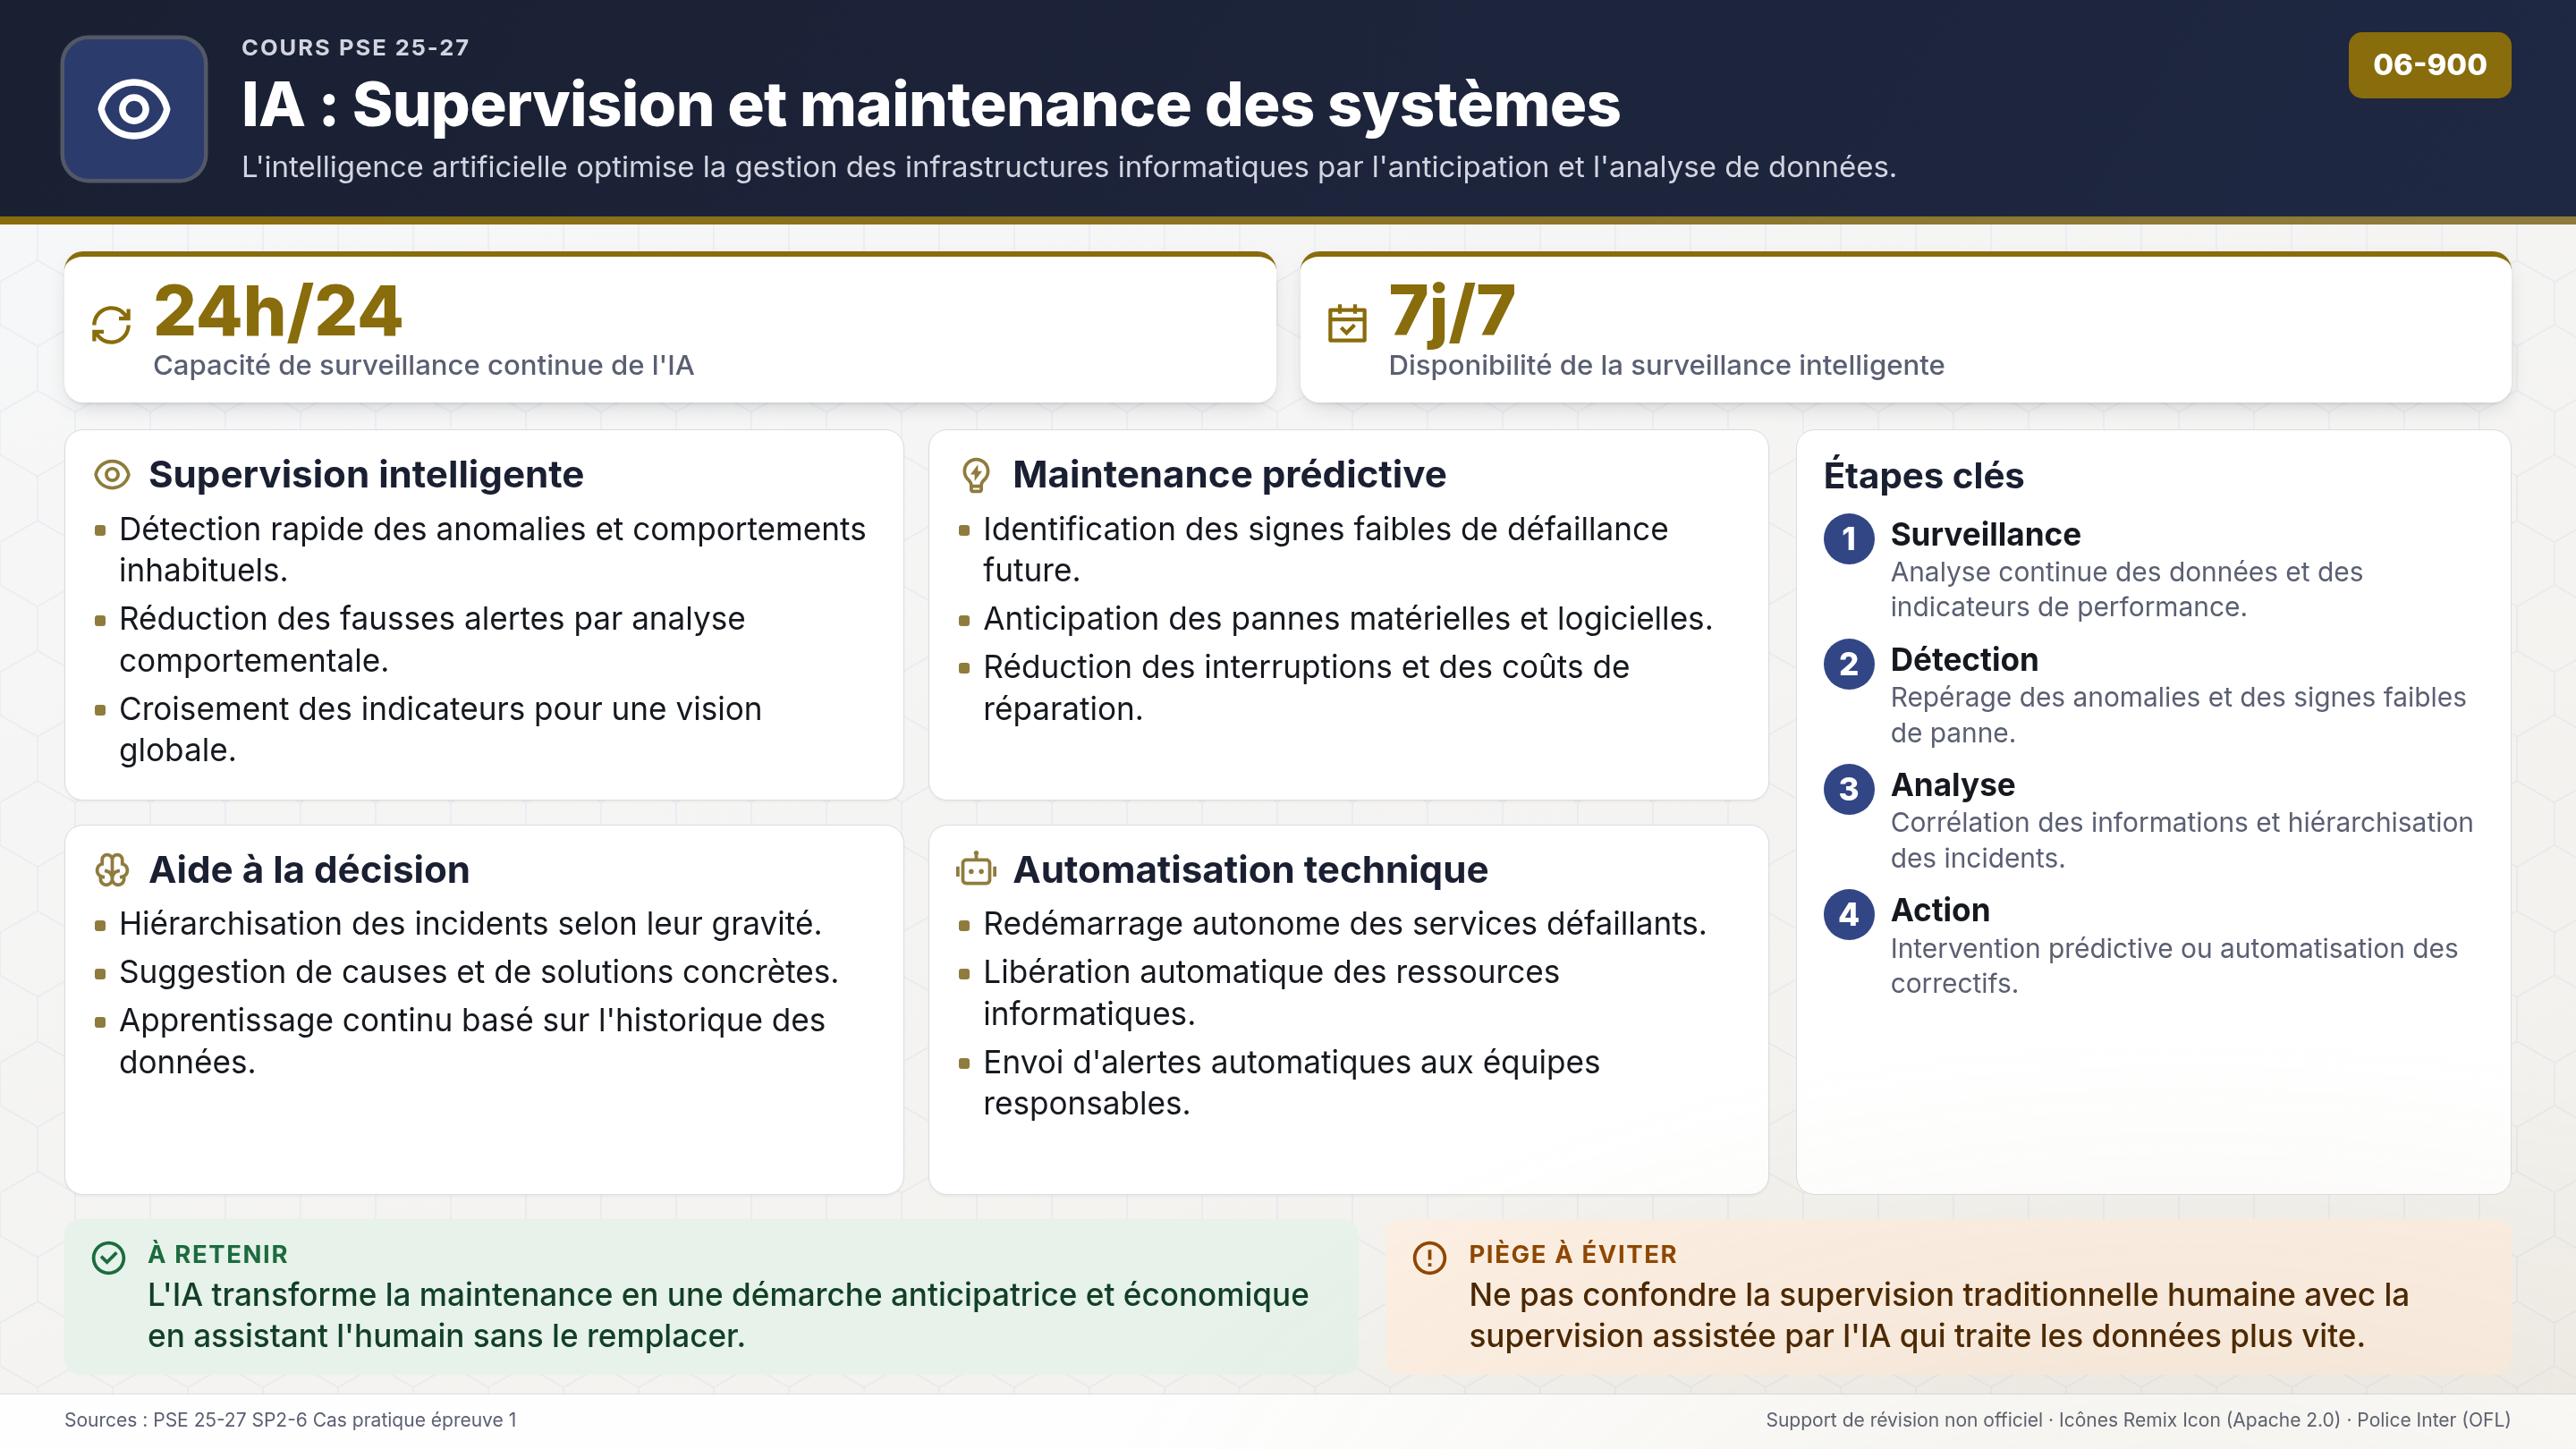 COURS PSE 25-27
IA : Supervision et maintenance des systèmes
L'intelligence artificielle optimise la gestion des infrastructures informatiques par l'anticipation et l'analyse de données.
06-900
24h/24
Capacité de surveillance continue de l'IA
7j/7
Disponibilité de la surveillance intelligente
Supervision intelligente
Détection rapide des anomalies et comportements
inhabituels.
Réduction des fausses alertes par analyse
comportementale.
Croisement des indicateurs pour une vision
globale.
Maintenance prédictive
Identification des signes faibles de défaillance
future.
Anticipation des pannes matérielles et logicielles.
Réduction des interruptions et des coûts de
réparation.
Aide à la décision
Hiérarchisation des incidents selon leur gravité.
Suggestion de causes et de solutions concrètes.
Apprentissage continu basé sur l'historique des
données.
Automatisation technique
Redémarrage autonome des services défaillants.
Libération automatique des ressources
informatiques.
Envoi d'alertes automatiques aux équipes
responsables.
Étapes clés
1 Surveillance
Analyse continue des données et des
indicateurs de performance.
2 Détection
Repérage des anomalies et des signes faibles
de panne.
3 Analyse
Corrélation des informations et hiérarchisation
des incidents.
4 Action
Intervention prédictive ou automatisation des
correctifs.
À RETENIR
L'IA transforme la maintenance en une démarche anticipatrice et économique
en assistant l'humain sans le remplacer.
PIÈGE À ÉVITER
Ne pas confondre la supervision traditionnelle humaine avec la
supervision assistée par l'IA qui traite les données plus vite.
Sources : PSE 25-27 SP2-6 Cas pratique épreuve 1
Support de révision non officiel · Icônes Remix Icon (Apache 2.0) · Police Inter (OFL)